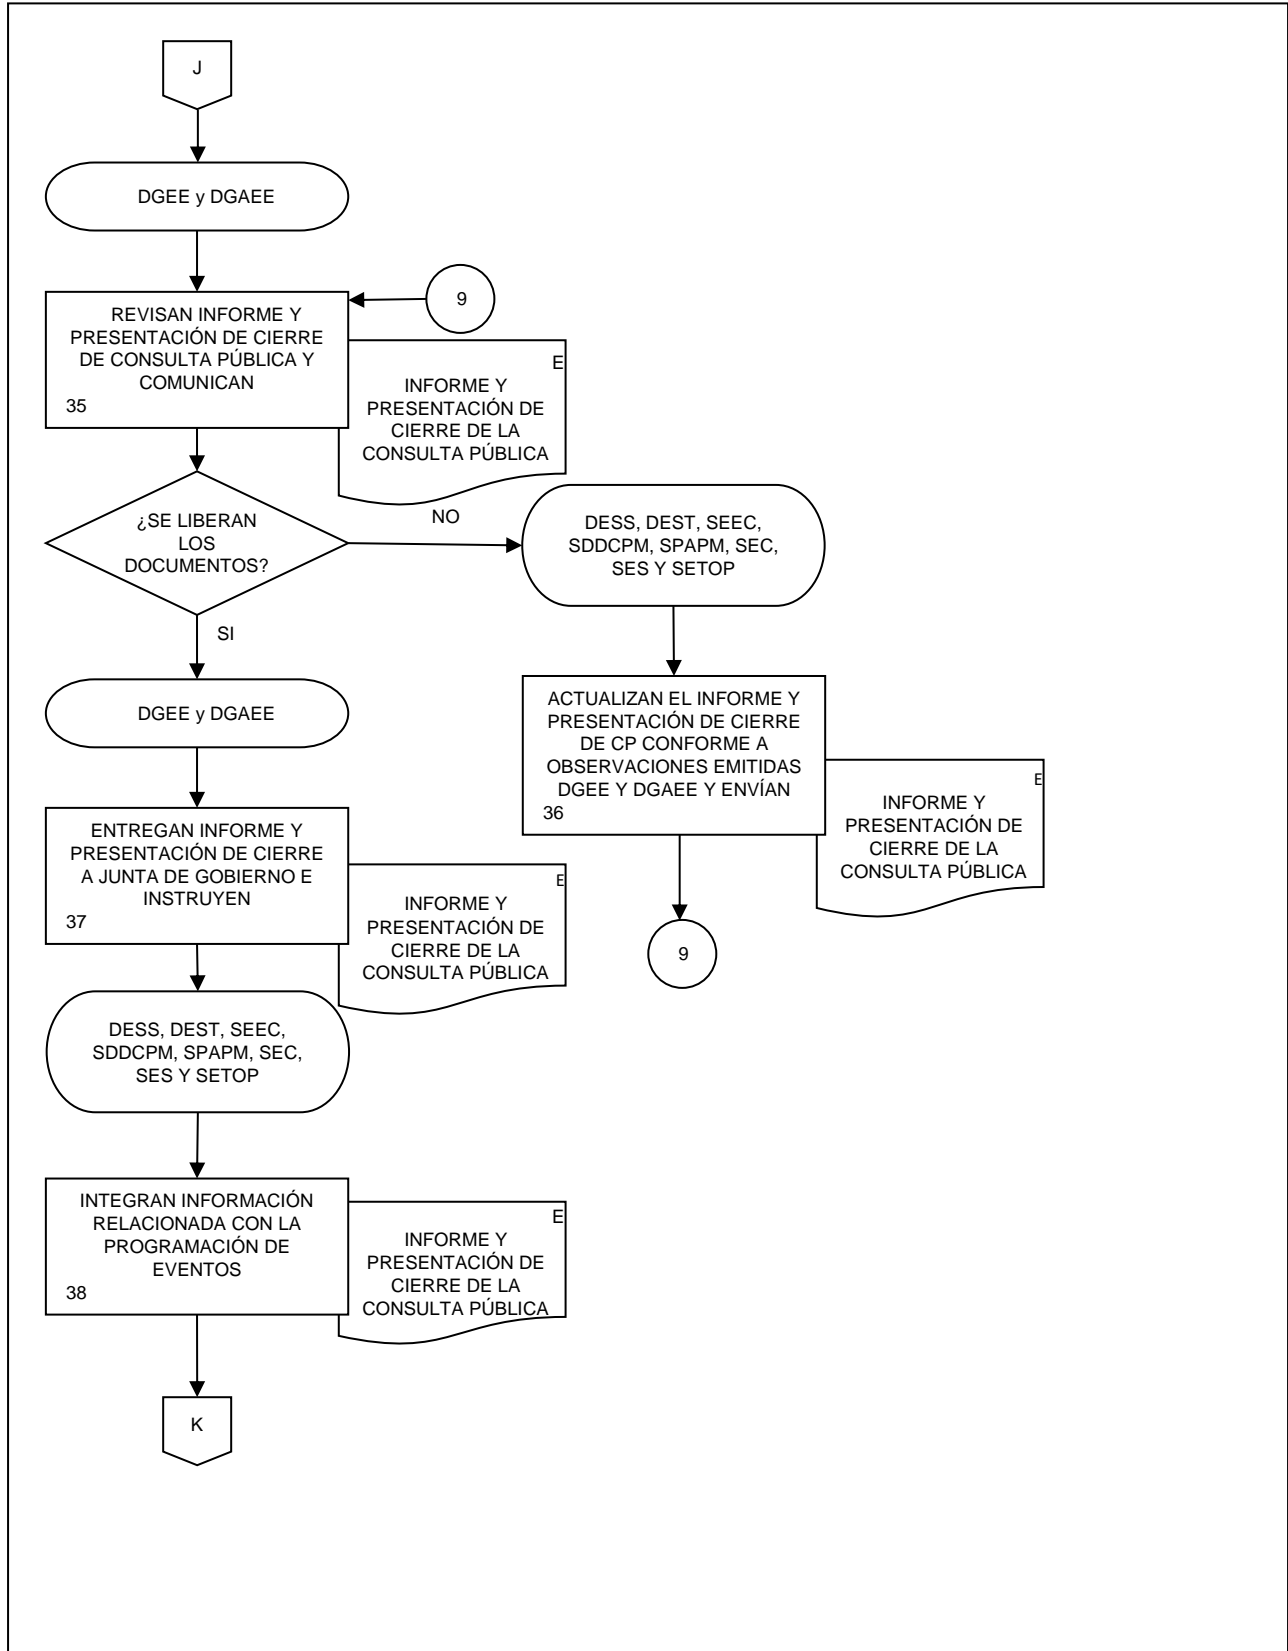 J
DGEE y DGAEE
REVISAN INFORME Y
PRESENTACIÓN DE CIERRE
DE CONSULTA PÚBLICA Y
COMUNICAN
35
9
E
INFORME Y
PRESENTACIÓN DE
CIERRE DE LA
CONSULTA PÚBLICA
¿SE LIBERAN
LOS
DOCUMENTOS?
NO
DESS, DEST, SEEC,
SDDCPM, SPAPM, SEC,
SES Y SETOP
SI
ACTUALIZAN EL INFORME Y
PRESENTACIÓN DE CIERRE
DE CP CONFORME A
OBSERVACIONES EMITIDAS
DGEE Y DGAEE Y ENVÍAN
36
E
INFORME Y
PRESENTACIÓN DE
CIERRE DE LA
CONSULTA PÚBLICA
9
DGEE y DGAEE
ENTREGAN INFORME Y
PRESENTACIÓN DE CIERRE
A JUNTA DE GOBIERNO E
INSTRUYEN
37
E
INFORME Y
PRESENTACIÓN DE
CIERRE DE LA
CONSULTA PÚBLICA
DESS, DEST, SEEC,
SDDCPM, SPAPM, SEC,
SES Y SETOP
INTEGRAN INFORMACIÓN
RELACIONADA CON LA
PROGRAMACIÓN DE
EVENTOS
38
E
INFORME Y
PRESENTACIÓN DE
CIERRE DE LA
CONSULTA PÚBLICA
K